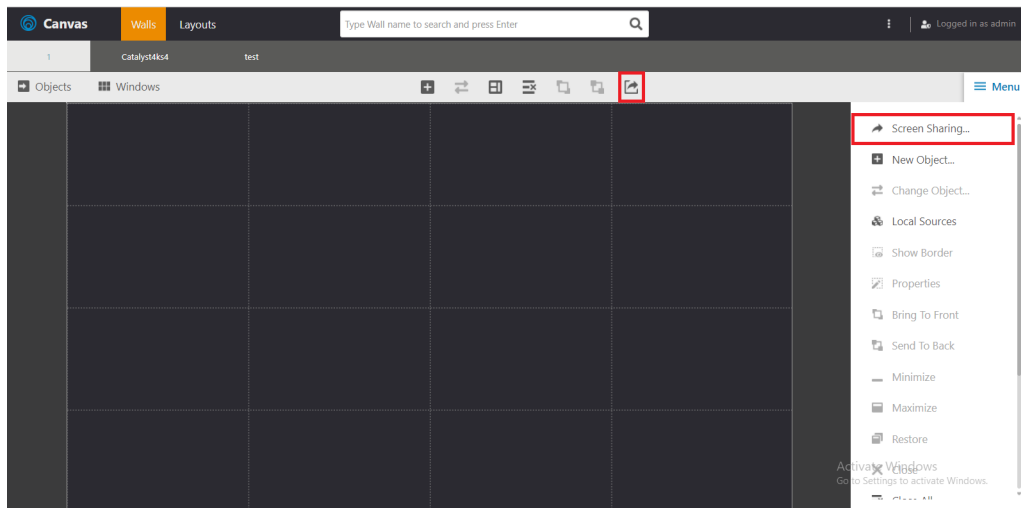 Canvas Walls Layouts Type Wall name to search and press Enter Logged in as admin
1 Catalyst4ks4 test
Objects Windows Menu
Screen Sharing...
New Object...
Change Object...
Local Sources
Show Border
Properties
Bring To Front
Send To Back
Minimize
Maximize
Restore
Activate Windows
Close
Go to Settings to activate Windows.
Close All